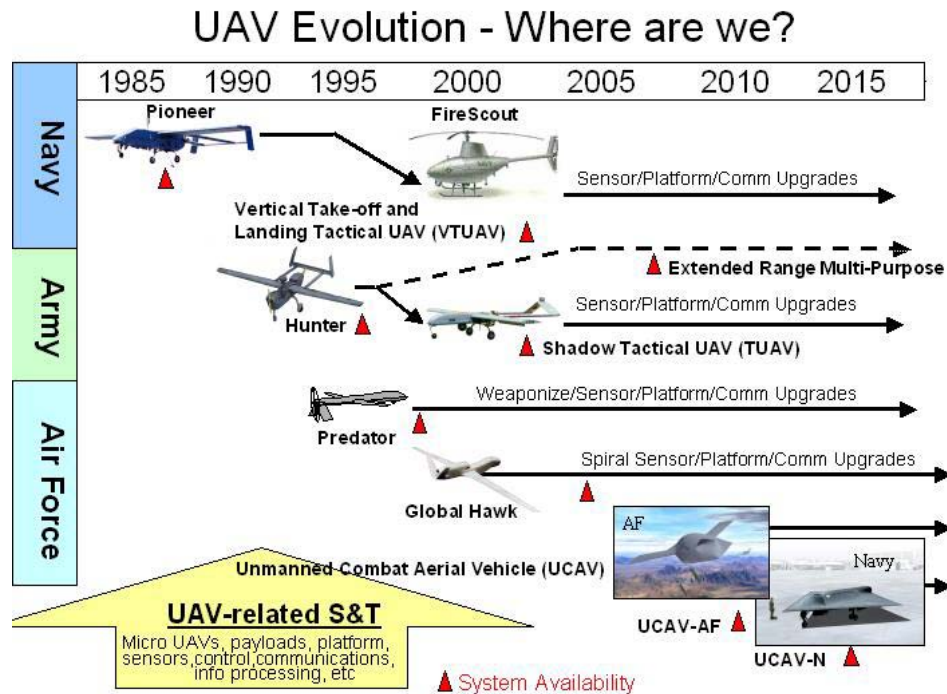 UAV Evolution - Where are we?
1985 1990 1995 2000 2005 2010 2015
Navy
Pioneer
FireScout
Sensor/Platform/Comm Upgrades
Vertical Take-off and
Landing Tactical UAV (VTUAV)
Army
Extended Range Multi-Purpose
Hunter
Sensor/Platform/Comm Upgrades
Shadow Tactical UAV (TUAV)
Air Force
Weaponize/Sensor/Platform/Comm Upgrades
Predator
Spiral Sensor/Platform/Comm Upgrades
Global Hawk
AF
Unmanned Combat Aerial Vehicle (UCAV)
Navy
UCAV-AF
UCAV-N
UAV-related S&T
Micro UAVs, payloads, platform,
sensors,control,communications,
info processing, etc
System Availability